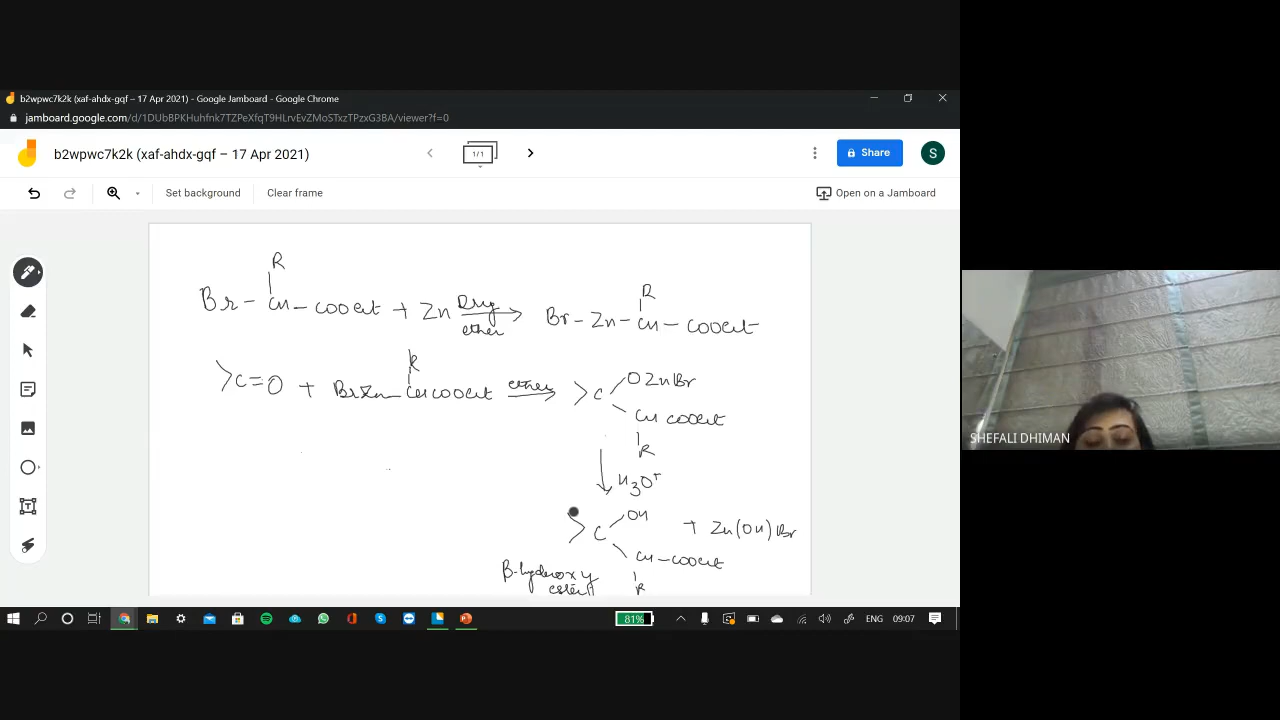 b2wpwc7k2k (xaf-ahdx-gqf – 17 Apr 2021) - Google Jamboard - Google Chrome
jamboard.google.com/d/1DUbBPKHuhfnk7TZPeXfqT9HLrvEvZMoSTxzTPzxG3BA/viewer?f=0
b2wpwc7k2k (xaf-ahdx-gqf – 17 Apr 2021)
1/1
Share
S
Set background
Clear frame
Open on a Jamboard
R
Br - CH - COOEt + Zn Dry ether → Br - Zn - CH - COOEt
R
>C=O + BrZn - CHCOOEt ether → >C OZnBr
R
CHCOOEt
R
↓ H3O+
>C OH + Zn(OH)Br
CH-COOEt
R
β-hydroxy
ester
SHEFALI DHIMAN
81%
ENG
09:07